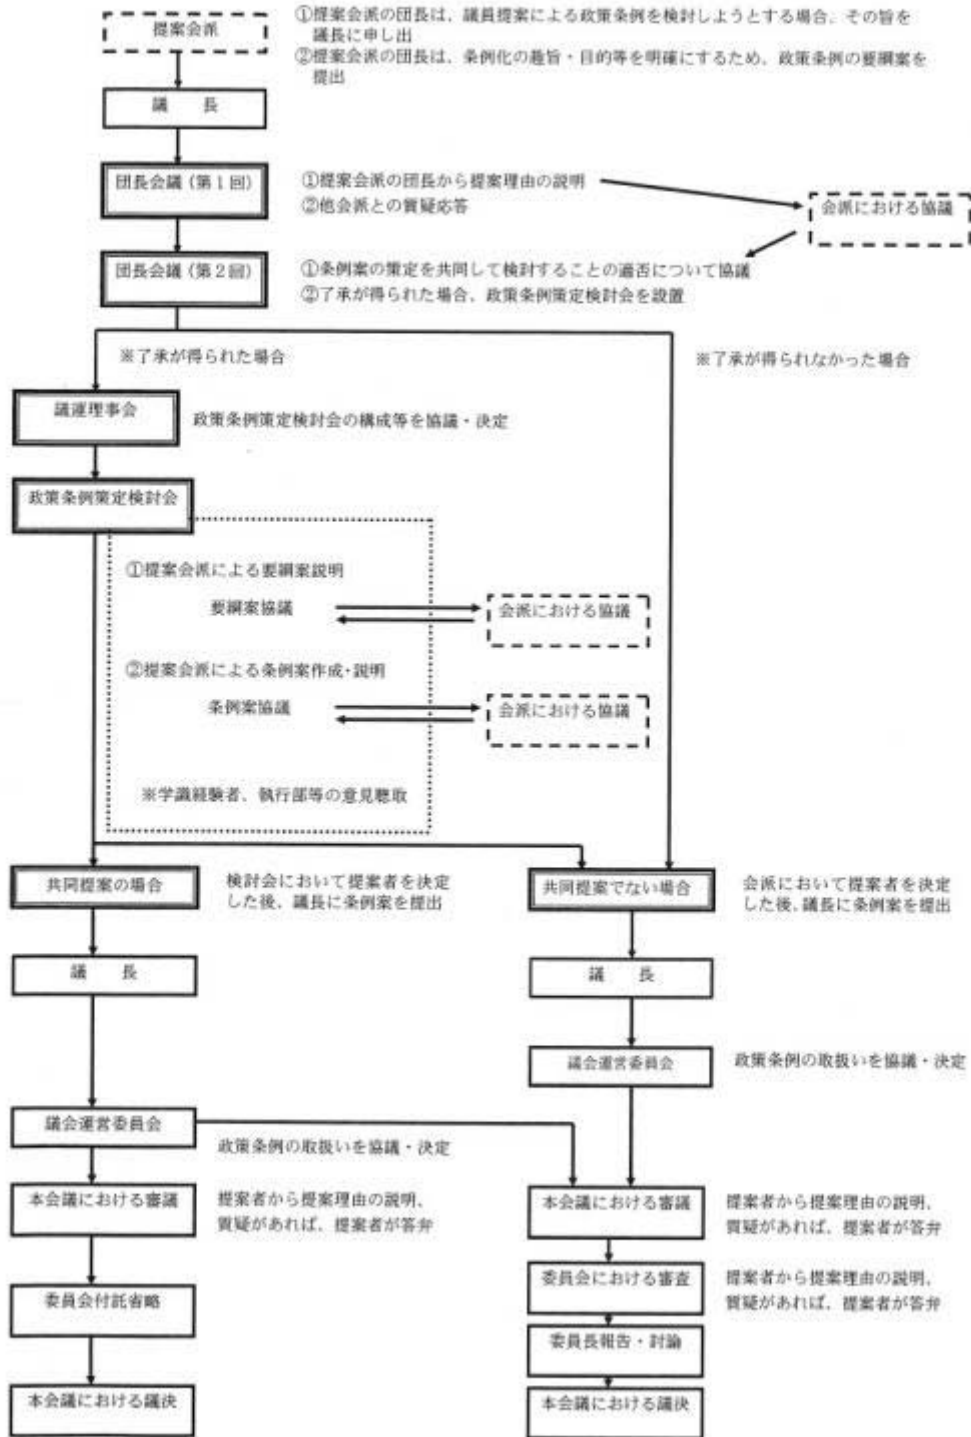 提案会派
①提案会派の団長は、議員提案による政策条例を検討しようとする場合、その旨を
議長に申し出
②提案会派の団長は、条例化の趣旨・目的等を明確にするため、政策条例の要綱案を
提出
議　長
団長会議(第1回)
①提案会派の団長から提案理由の説明
②他会派との質疑応答
会派における協議
団長会議(第2回)
①条例案の策定を共同して検討することの適否について協議
②了承が得られた場合、政策条例策定検討会を設置
※了承が得られた場合
※了承が得られなかった場合
議運理事会
政策条例策定検討会の構成等を協議・決定
政策条例策定検討会
①提案会派による要綱案説明
要綱案協議
会派における協議
②提案会派による条例案作成・説明
条例案協議
会派における協議
※学識経験者、執行部等の意見聴取
共同提案の場合
検討会において提案者を決定
した後、議長に条例案を提出
共同提案でない場合
会派において提案者を決定
した後、議長に条例案を提出
議　長
議　長
議会運営委員会
政策条例の取扱いを協議・決定
議会運営委員会
政策条例の取扱いを協議・決定
本会議における審議
提案者から提案理由の説明、
質疑があれば、提案者が答弁
本会議における審議
提案者から提案理由の説明、
質疑があれば、提案者が答弁
委員会付託省略
委員会における審査
提案者から提案理由の説明、
質疑があれば、提案者が答弁
委員長報告・討論
本会議における議決
本会議における議決